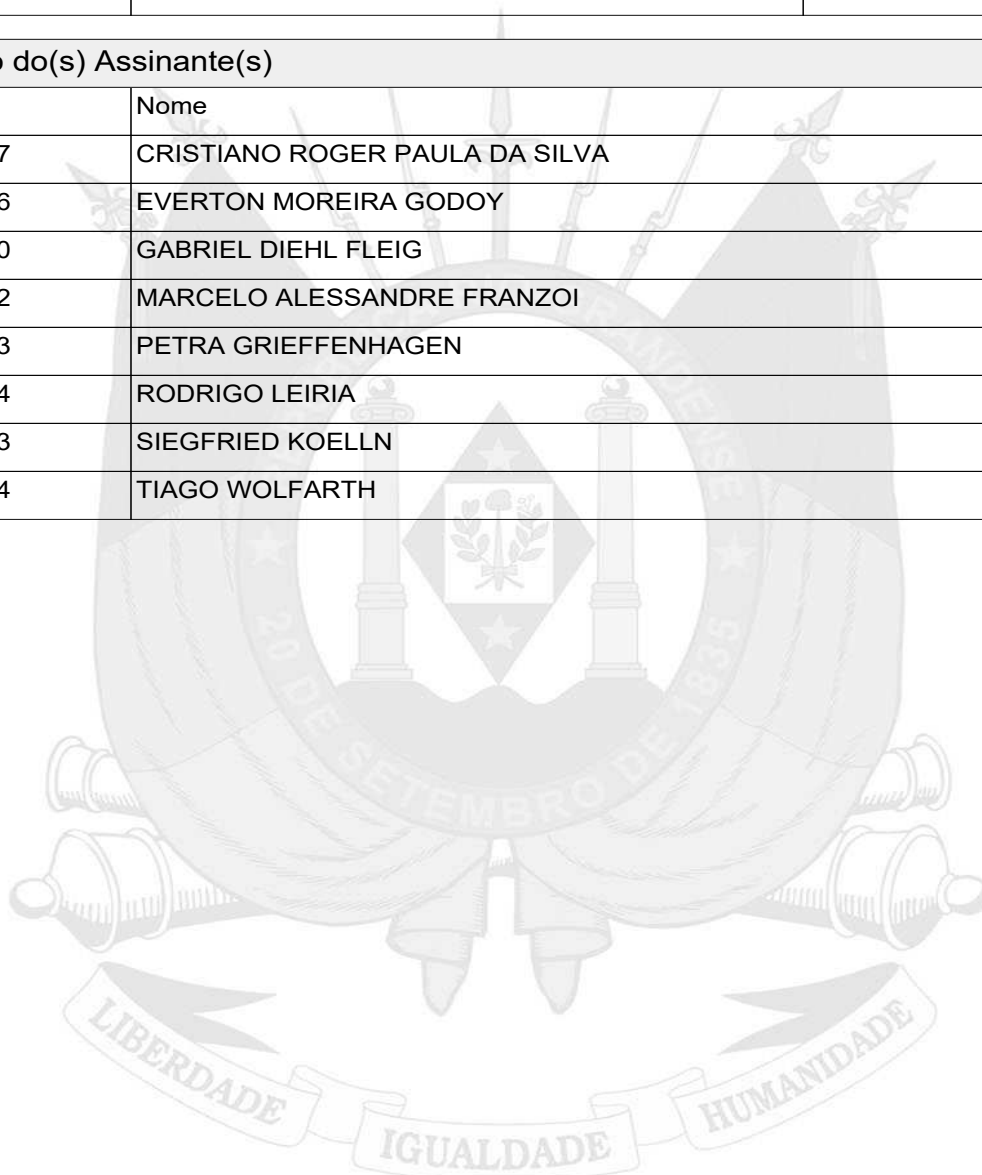 o do(s) Assinante(s)
Nome
7 CRISTIANO ROGER PAULA DA SILVA
6 EVERTON MOREIRA GODOY
0 GABRIEL DIEHL FLEIG
2 MARCELO ALESSANDRE FRANZOI
3 PETRA GRIEFFENHAGEN
4 RODRIGO LEIRIA
3 SIEGFRIED KOELLN
4 TIAGO WOLFARTH
20 DE SETEMBRO DE 1835
LIBERDADE
IGUALDADE
HUMANIDADE